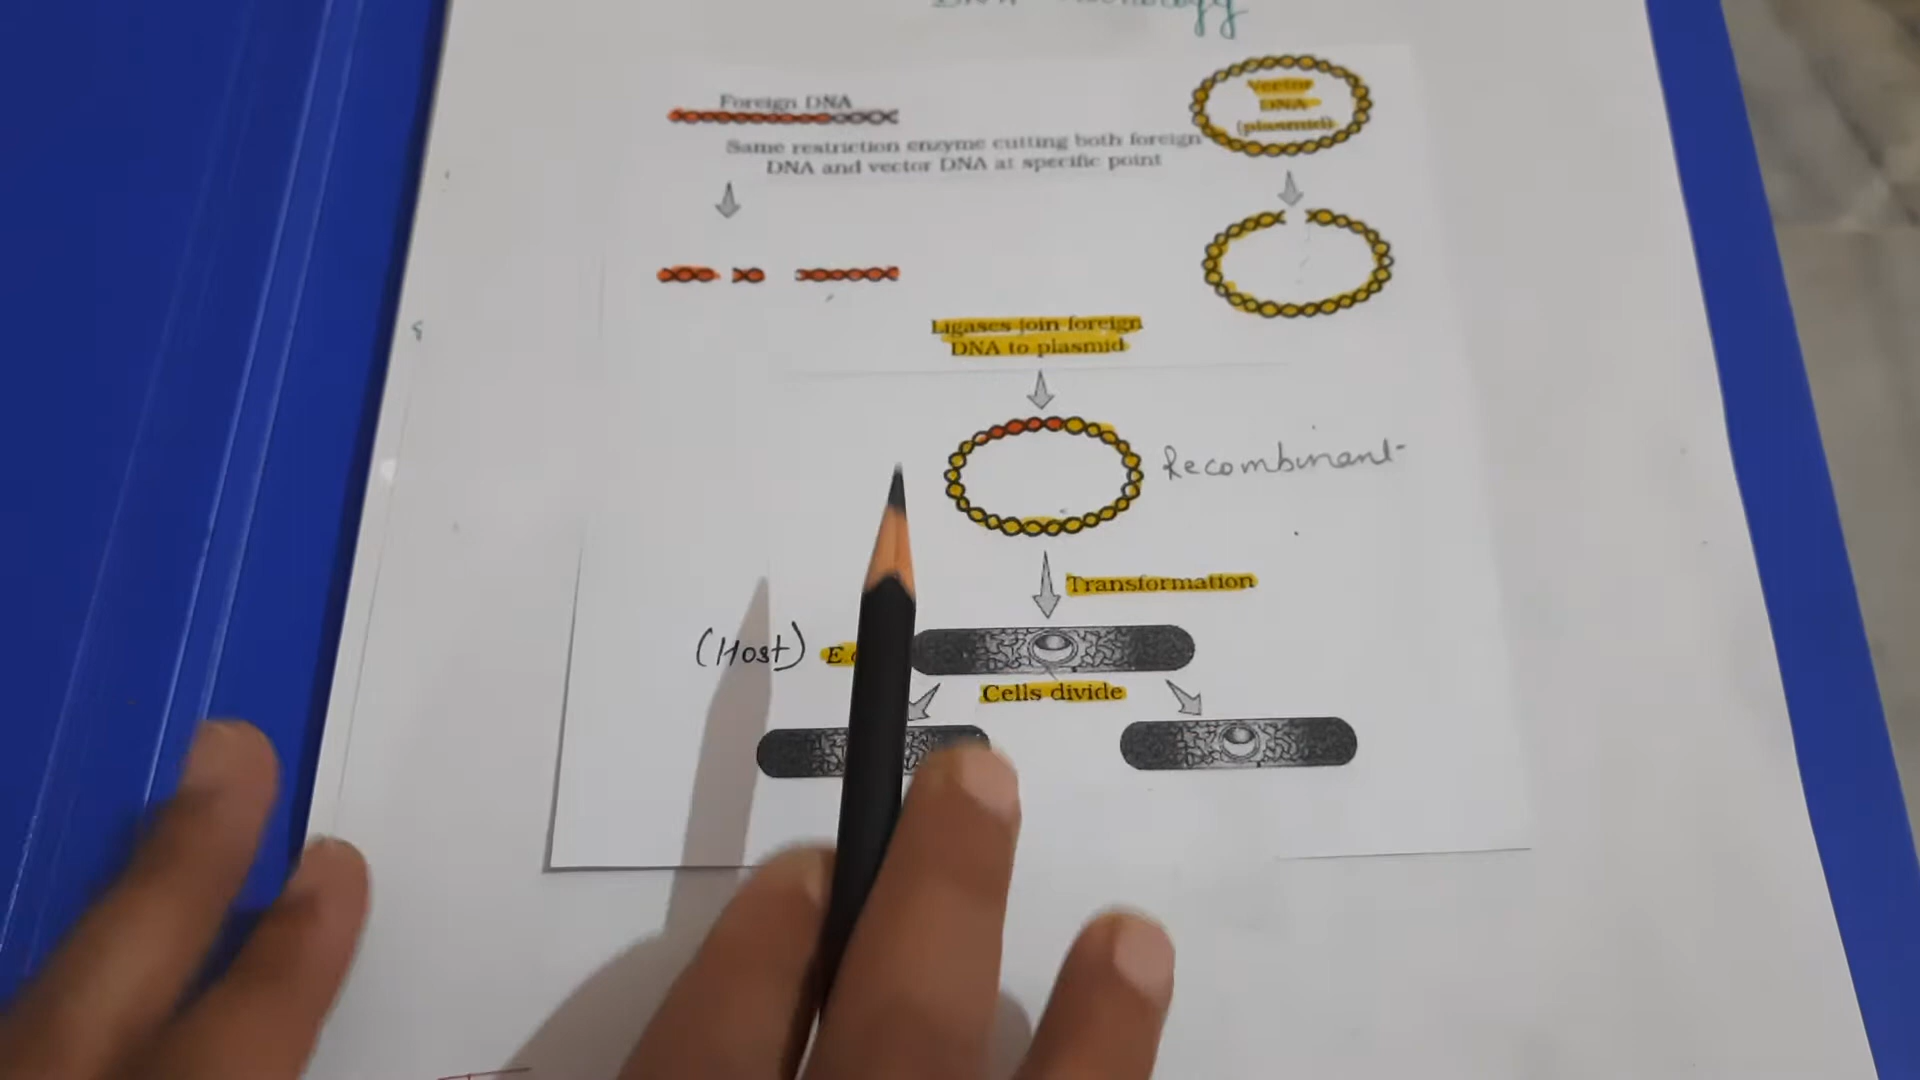 DNA
Foreign DNA
Vector
DNA
(plasmid)
Same restriction enzyme cutting both foreign
DNA and vector DNA at specific point
Ligases join foreign
DNA to plasmid
Recombinant
Transformation
(Host) E
Cells divide